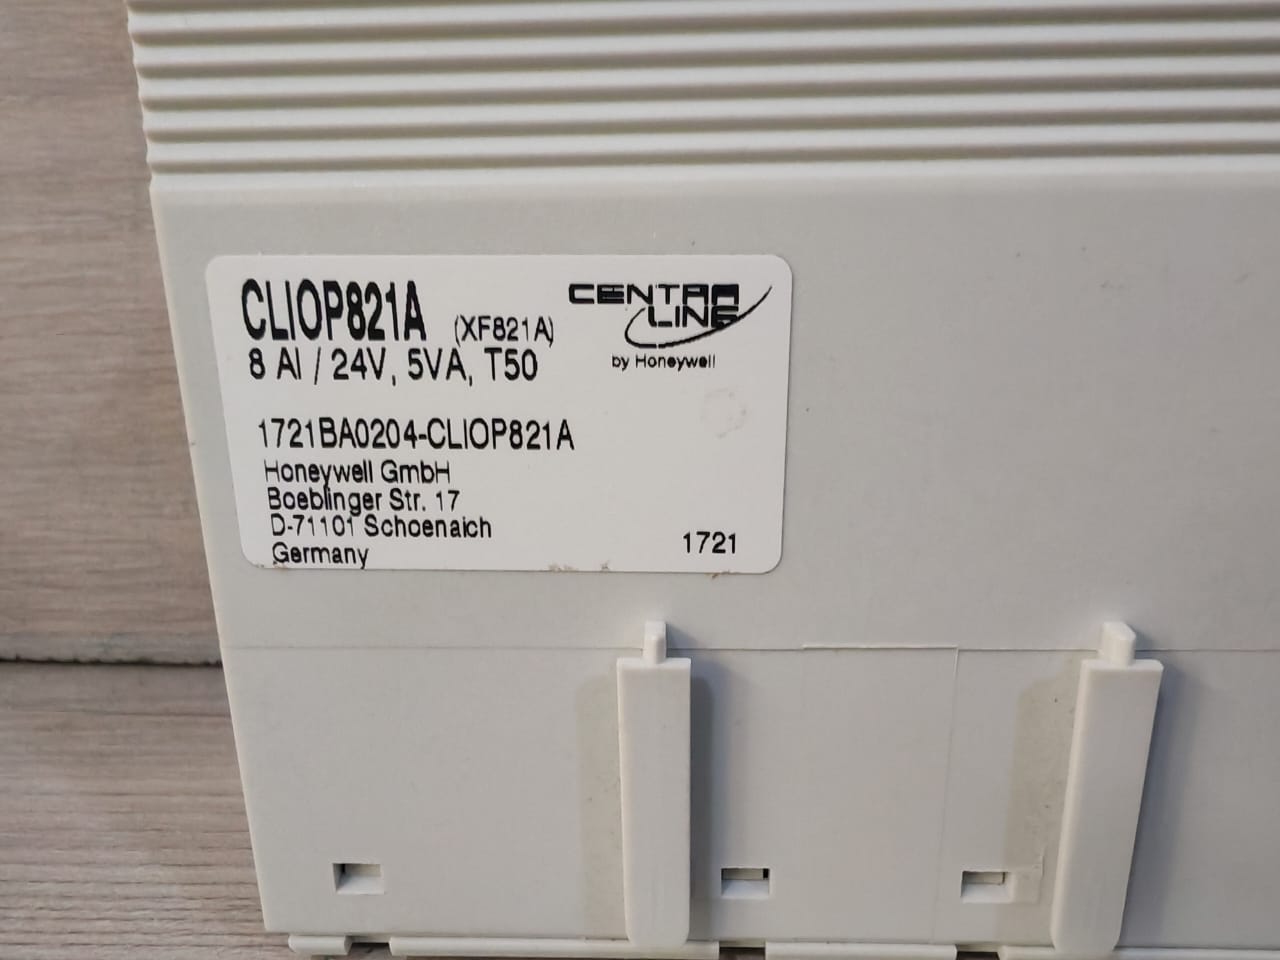 CLIOP821A (XF821A)
CENTRA
LINE
by Honeywell
8 AI / 24V, 5VA, T50
1721BA0204-CLIOP821A
Honeywell GmbH
Boeblinger Str. 17
D-71101 Schoenaich
Germany
1721